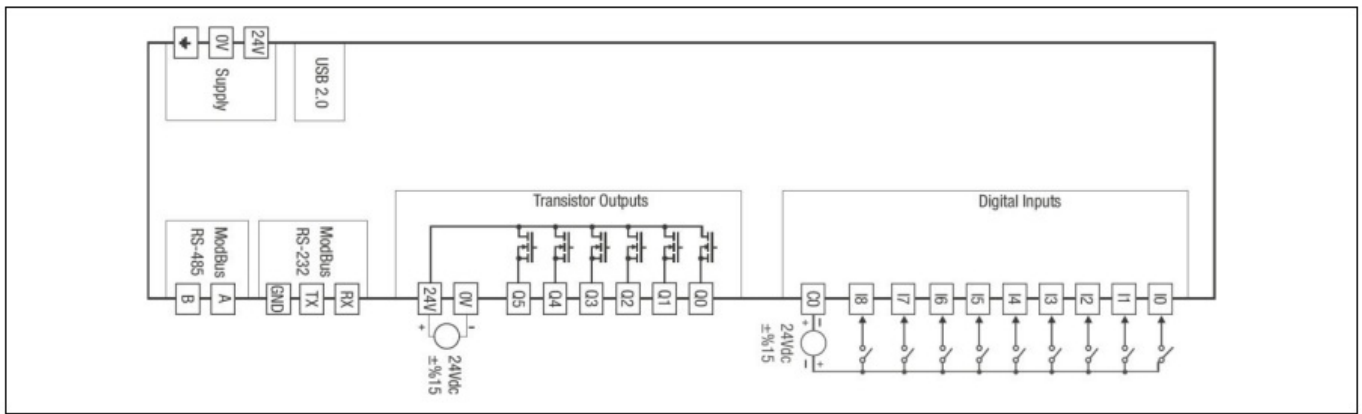 0V
24V
Supply
USB 2.0
Transistor Outputs
Digital Inputs
ModBus
RS-485
ModBus
RS-232
B
A
GND
TX
RX
24V
0V
Q5
Q4
Q3
Q2
Q1
Q0
C0
I8
I7
I6
I5
I4
I3
I2
I1
I0
+
-
24Vdc
±%15
24Vdc
±%15
+
−
−
+